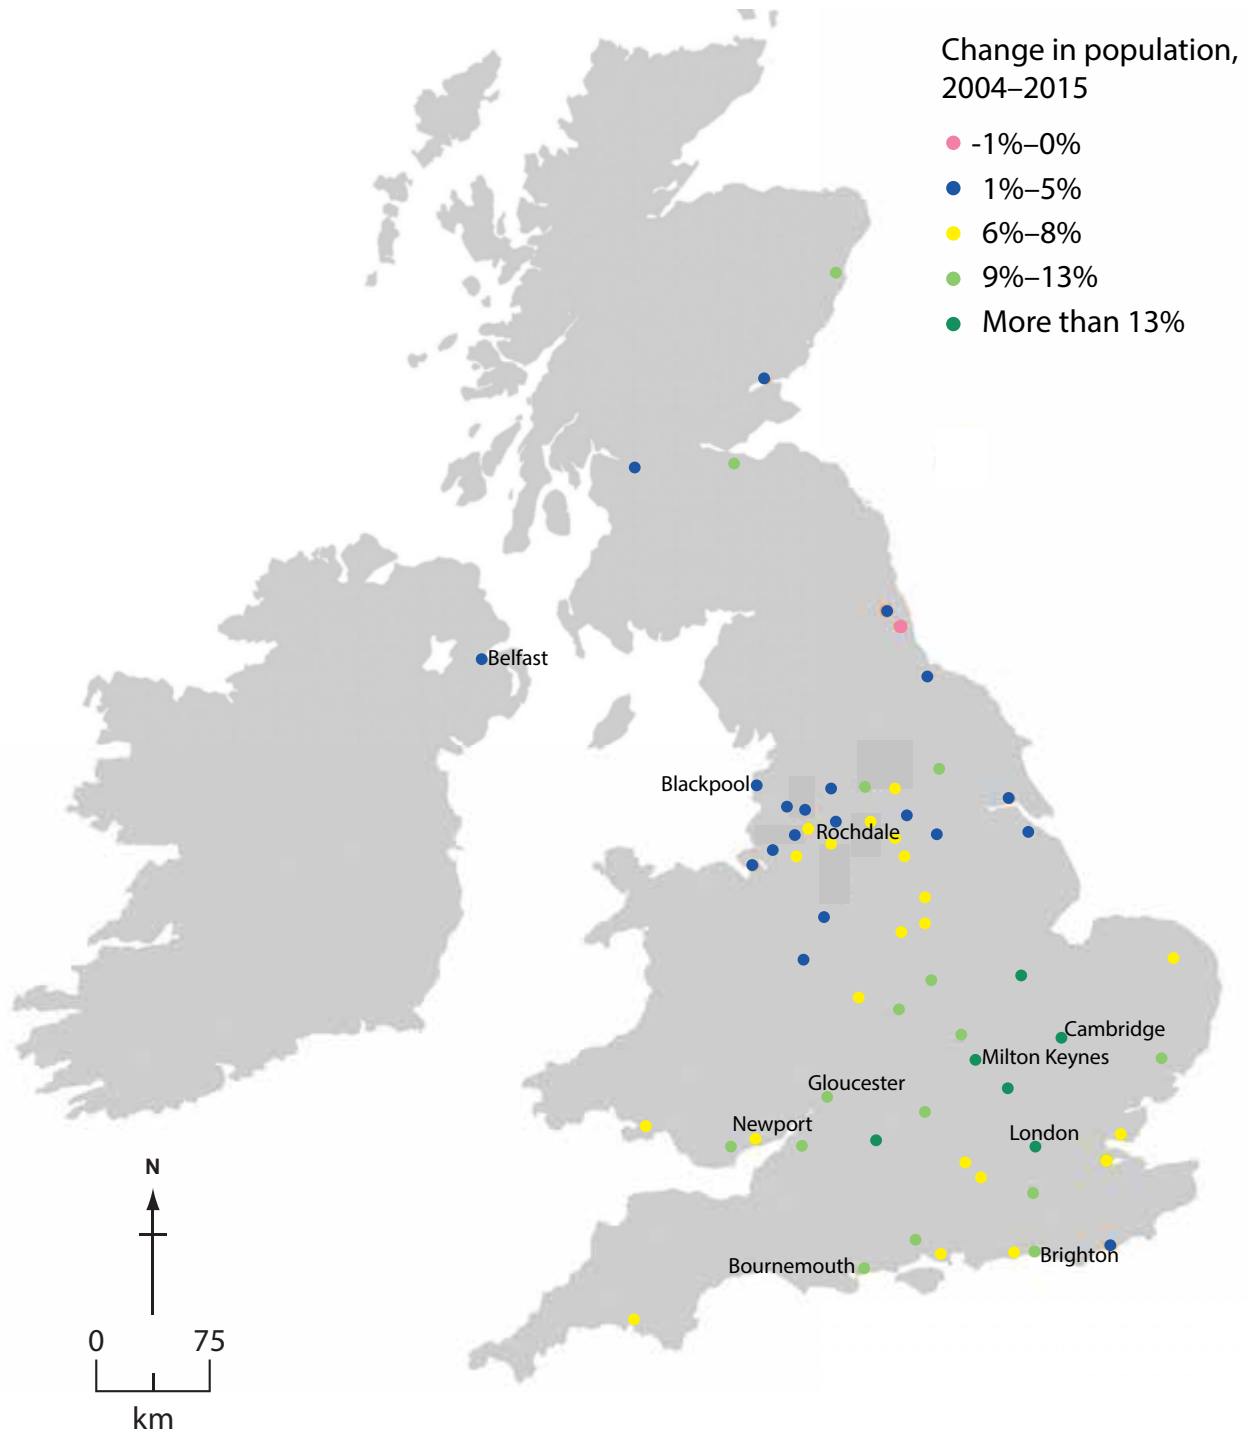 Change in population,
2004–2015
-1%–0%
1%–5%
6%–8%
9%–13%
More than 13%
Belfast
Blackpool
Rochdale
Cambridge
Milton Keynes
Gloucester
Newport
London
Brighton
Bournemouth
N
0 75
km